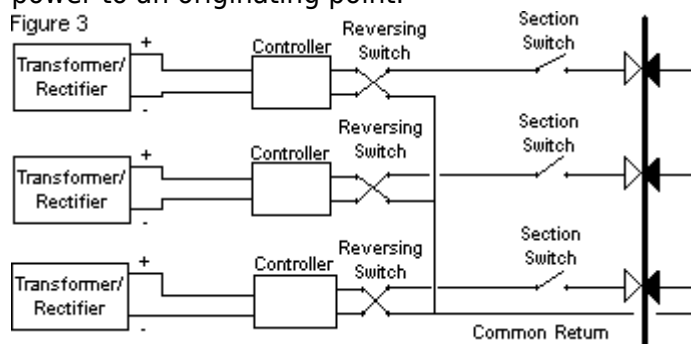 power to an originating point.
Figure 3
Reversing
Switch
Section
Switch
Controller
Transformer/
Rectifier
+
-
Reversing
Switch
Section
Switch
Controller
Transformer/
Rectifier
+
-
Reversing
Switch
Section
Switch
Controller
Transformer/
Rectifier
+
-
Common Return